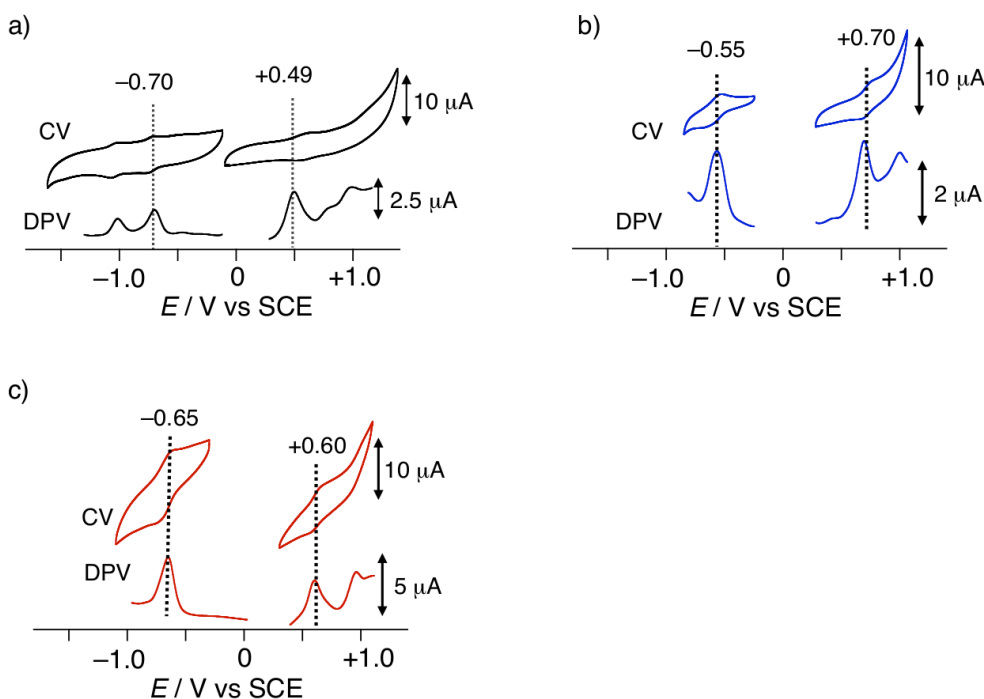 a)
−0.70
+0.49
10 μA
CV
2.5 μA
DPV
−1.0
0
+1.0
E / V vs SCE
b)
−0.55
+0.70
10 μA
CV
2 μA
DPV
−1.0
0
+1.0
E / V vs SCE
c)
−0.65
+0.60
10 μA
CV
DPV
5 μA
−1.0
0
+1.0
E / V vs SCE